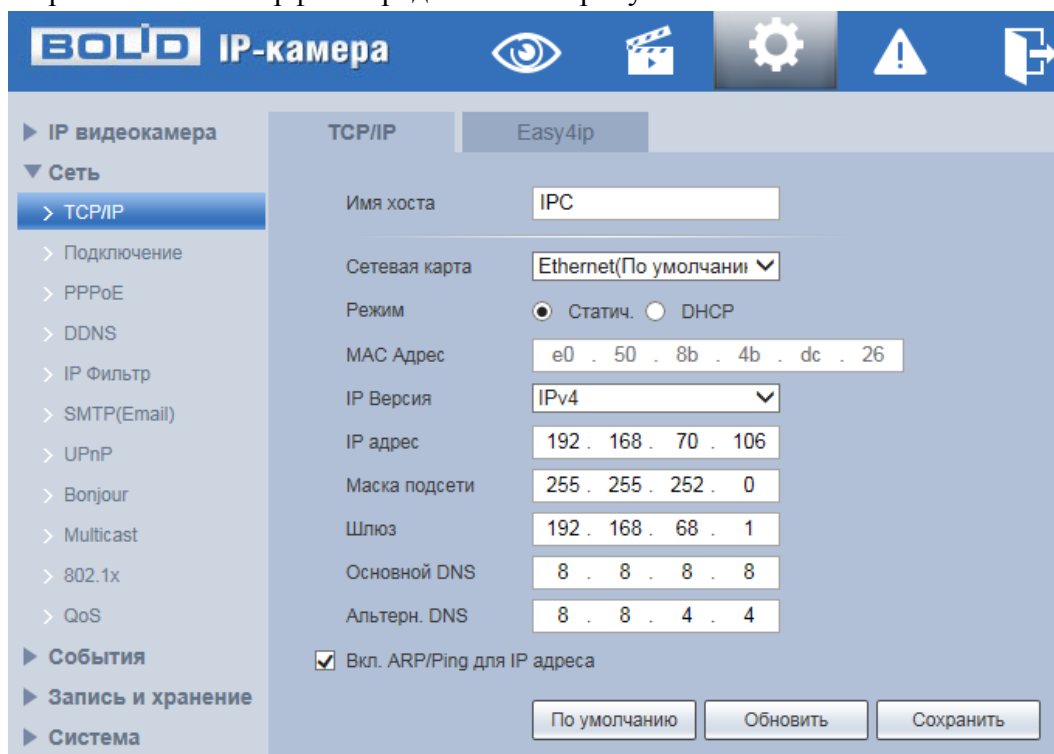 BOLID IP-камера
IP видеокамера
Сеть
TCP/IP
Подключение
PPPoE
DDNS
IP Фильтр
SMTP(Email)
UPnP
Bonjour
Multicast
802.1x
QoS
События
Запись и хранение
Система
TCP/IP Easy4ip
Имя хоста IPC
Сетевая карта Ethernet(По умолчани
Режим Статич. DHCP
MAC Адрес e0 . 50 . 8b . 4b . dc . 26
IP Версия IPv4
IP адрес 192 . 168 . 70 . 106
Маска подсети 255 . 255 . 252 . 0
Шлюз 192 . 168 . 68 . 1
Основной DNS 8 . 8 . 8 . 8
Альтерн. DNS 8 . 8 . 4 . 4
Вкл. ARP/Ping для IP адреса
По умолчанию Обновить Сохранить